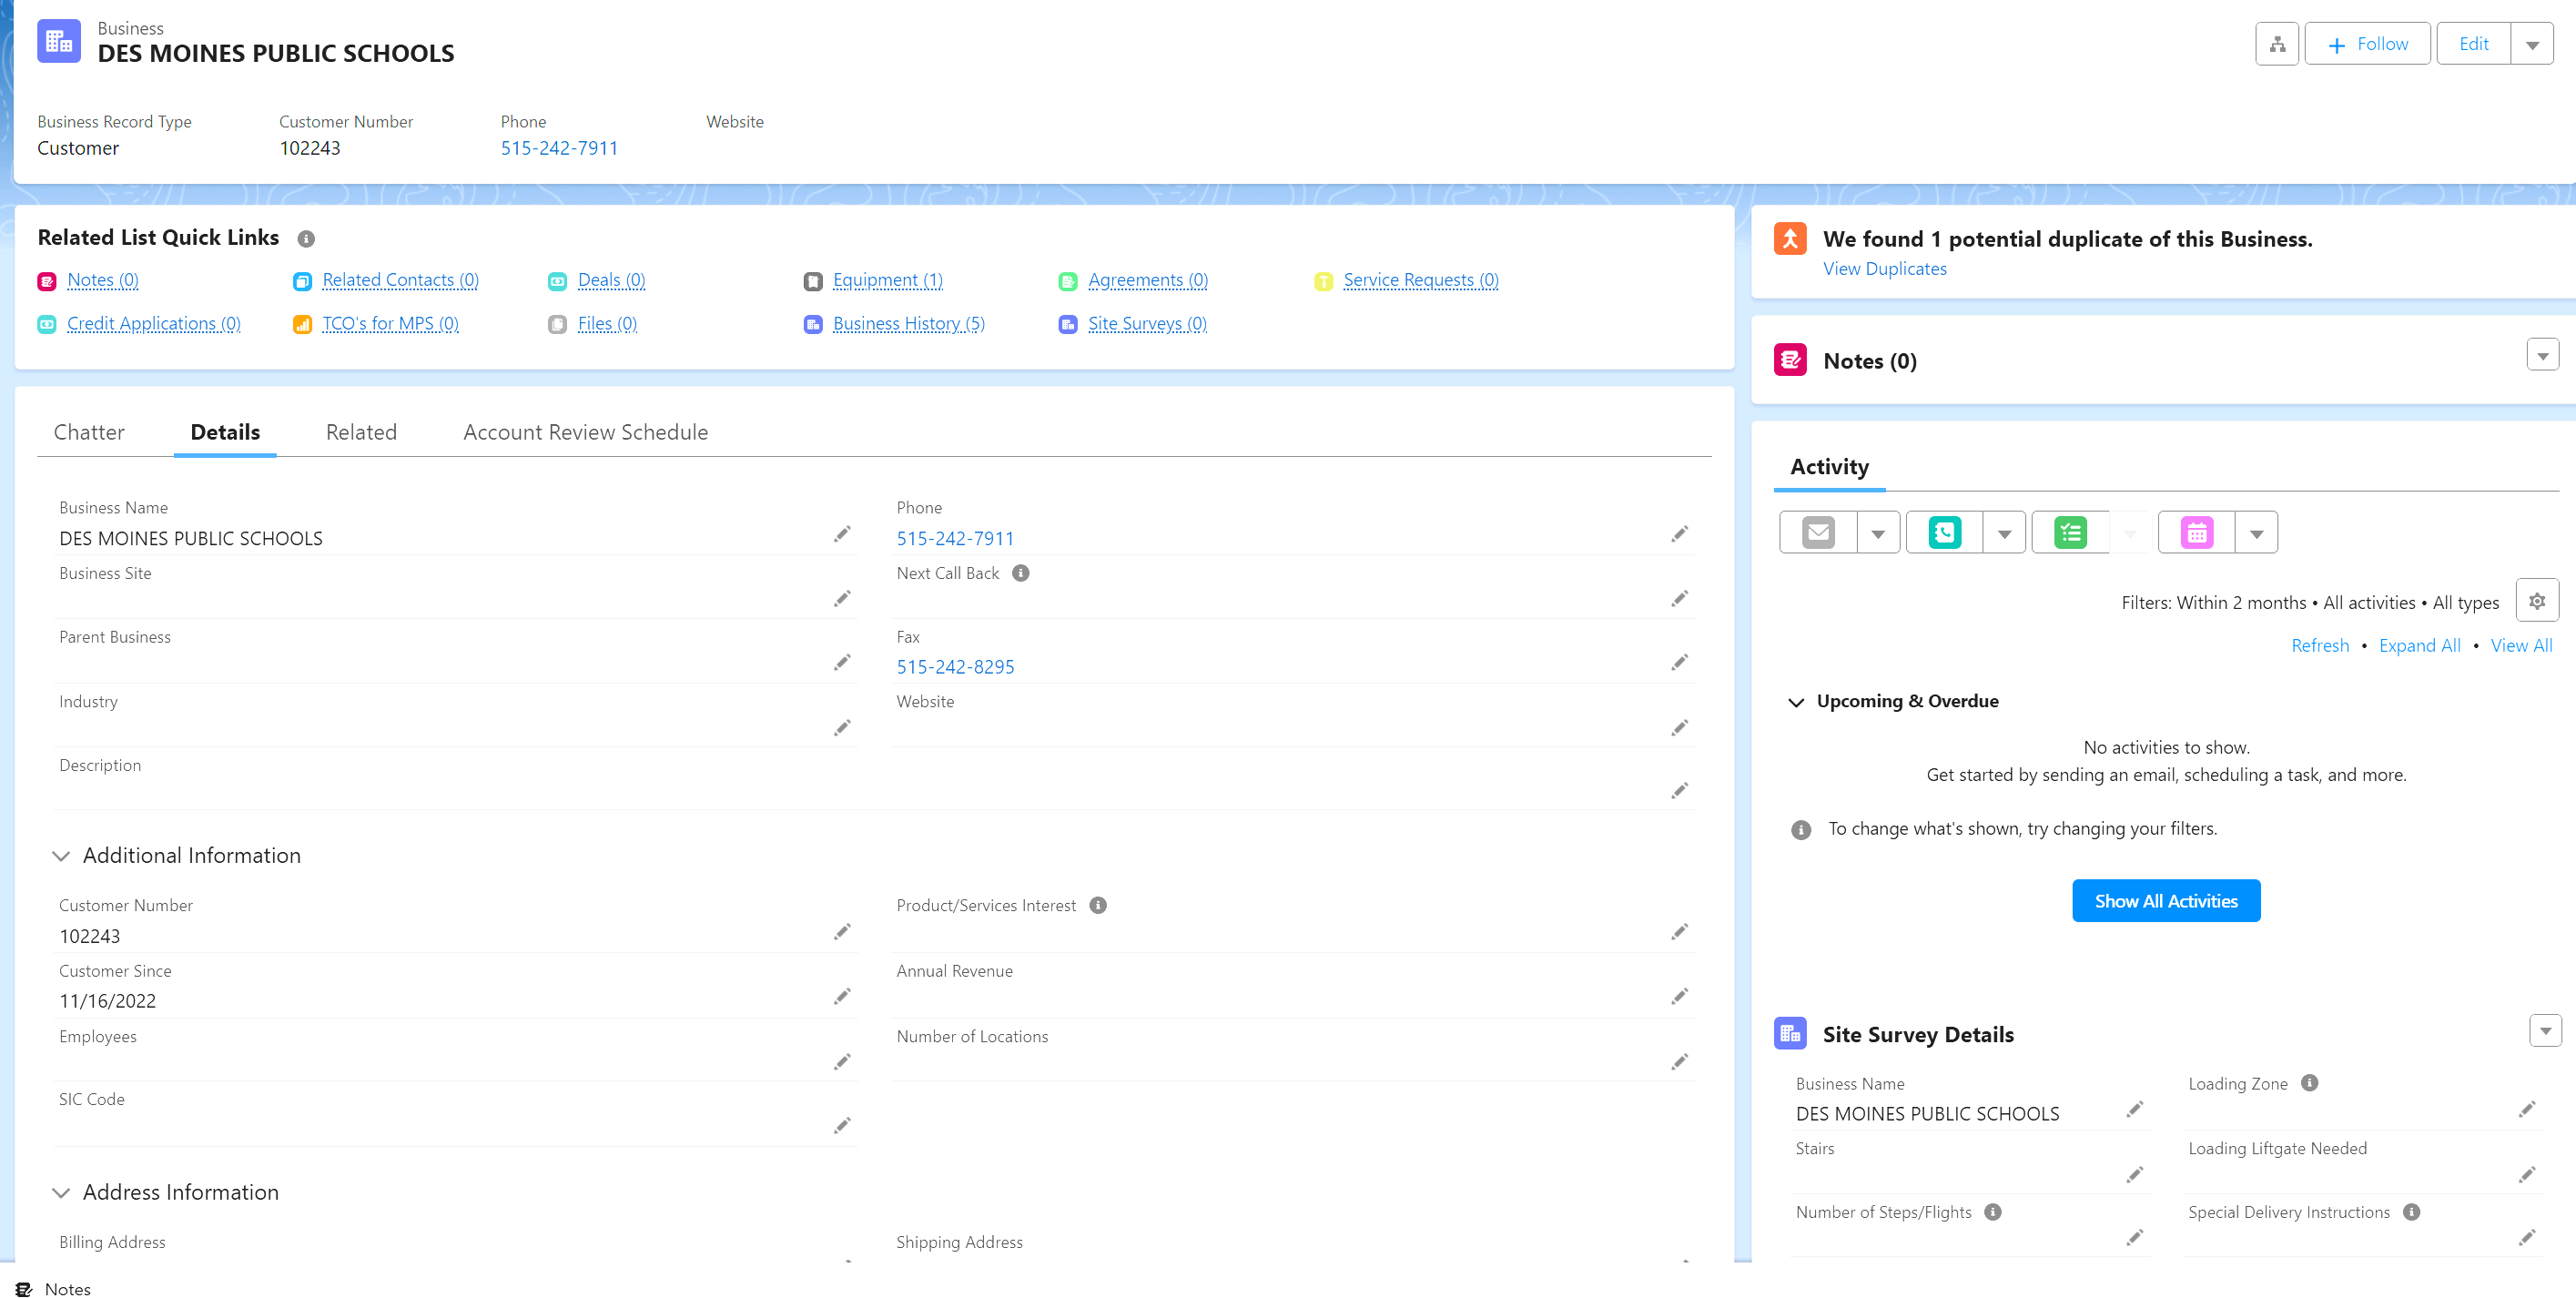 Business
DES MOINES PUBLIC SCHOOLS
Follow
Edit
Business Record Type
Customer Number
Phone
Website
Customer
102243
515-242-7911
Related List Quick Links
Notes (0)
Related Contacts (0)
Deals (0)
Equipment (1)
Agreements (0)
Service Requests (0)
Credit Applications (0)
TCO's for MPS (0)
Files (0)
Business History (5)
Site Surveys (0)
We found 1 potential duplicate of this Business.
View Duplicates
Notes (0)
Chatter
Details
Related
Account Review Schedule
Business Name
DES MOINES PUBLIC SCHOOLS
Phone
515-242-7911
Business Site
Next Call Back
Parent Business
Fax
515-242-8295
Industry
Website
Description
Additional Information
Customer Number
102243
Product/Services Interest
Customer Since
11/16/2022
Annual Revenue
Employees
Number of Locations
SIC Code
Address Information
Billing Address
Shipping Address
Activity
Filters: Within 2 months • All activities • All types
Refresh • Expand All • View All
Upcoming & Overdue
No activities to show.
Get started by sending an email, scheduling a task, and more.
To change what's shown, try changing your filters.
Show All Activities
Site Survey Details
Business Name
DES MOINES PUBLIC SCHOOLS
Loading Zone
Stairs
Loading Liftgate Needed
Number of Steps/Flights
Special Delivery Instructions
Notes